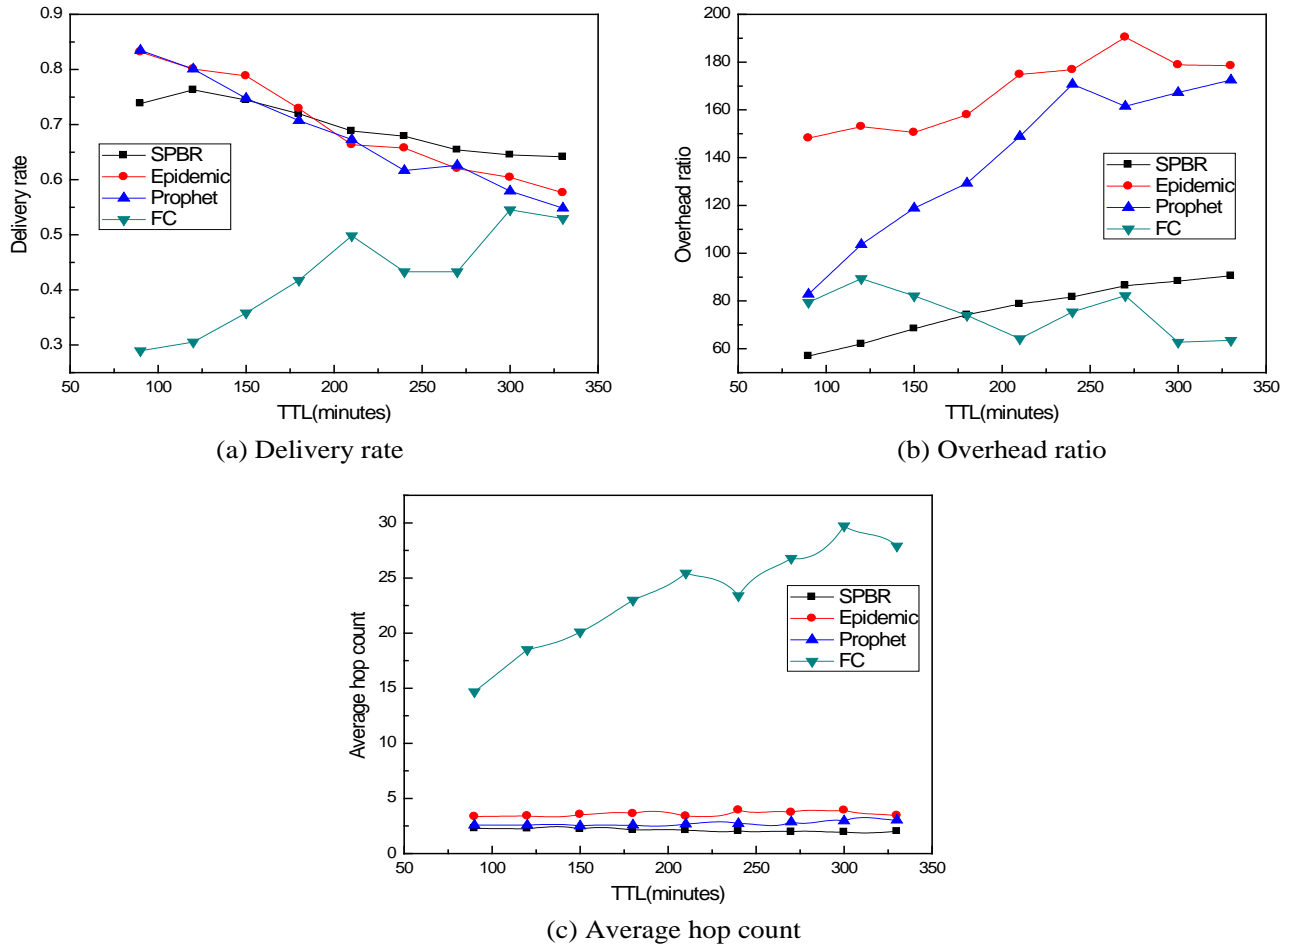 0.9
0.8
0.7
0.6
0.5
0.4
0.3
Delivery rate
SPBR
Epidemic
Prophet
FC
50 100 150 200 250 300 350
TTL(minutes)
(a) Delivery rate
200
180
160
140
120
100
80
60
Overhead ratio
SPBR
Epidemic
Prophet
FC
50 100 150 200 250 300 350
TTL(minutes)
(b) Overhead ratio
30
25
20
15
10
5
0
Average hop count
SPBR
Epidemic
Prophet
FC
50 100 150 200 250 300 350
TTL(minutes)
(c) Average hop count